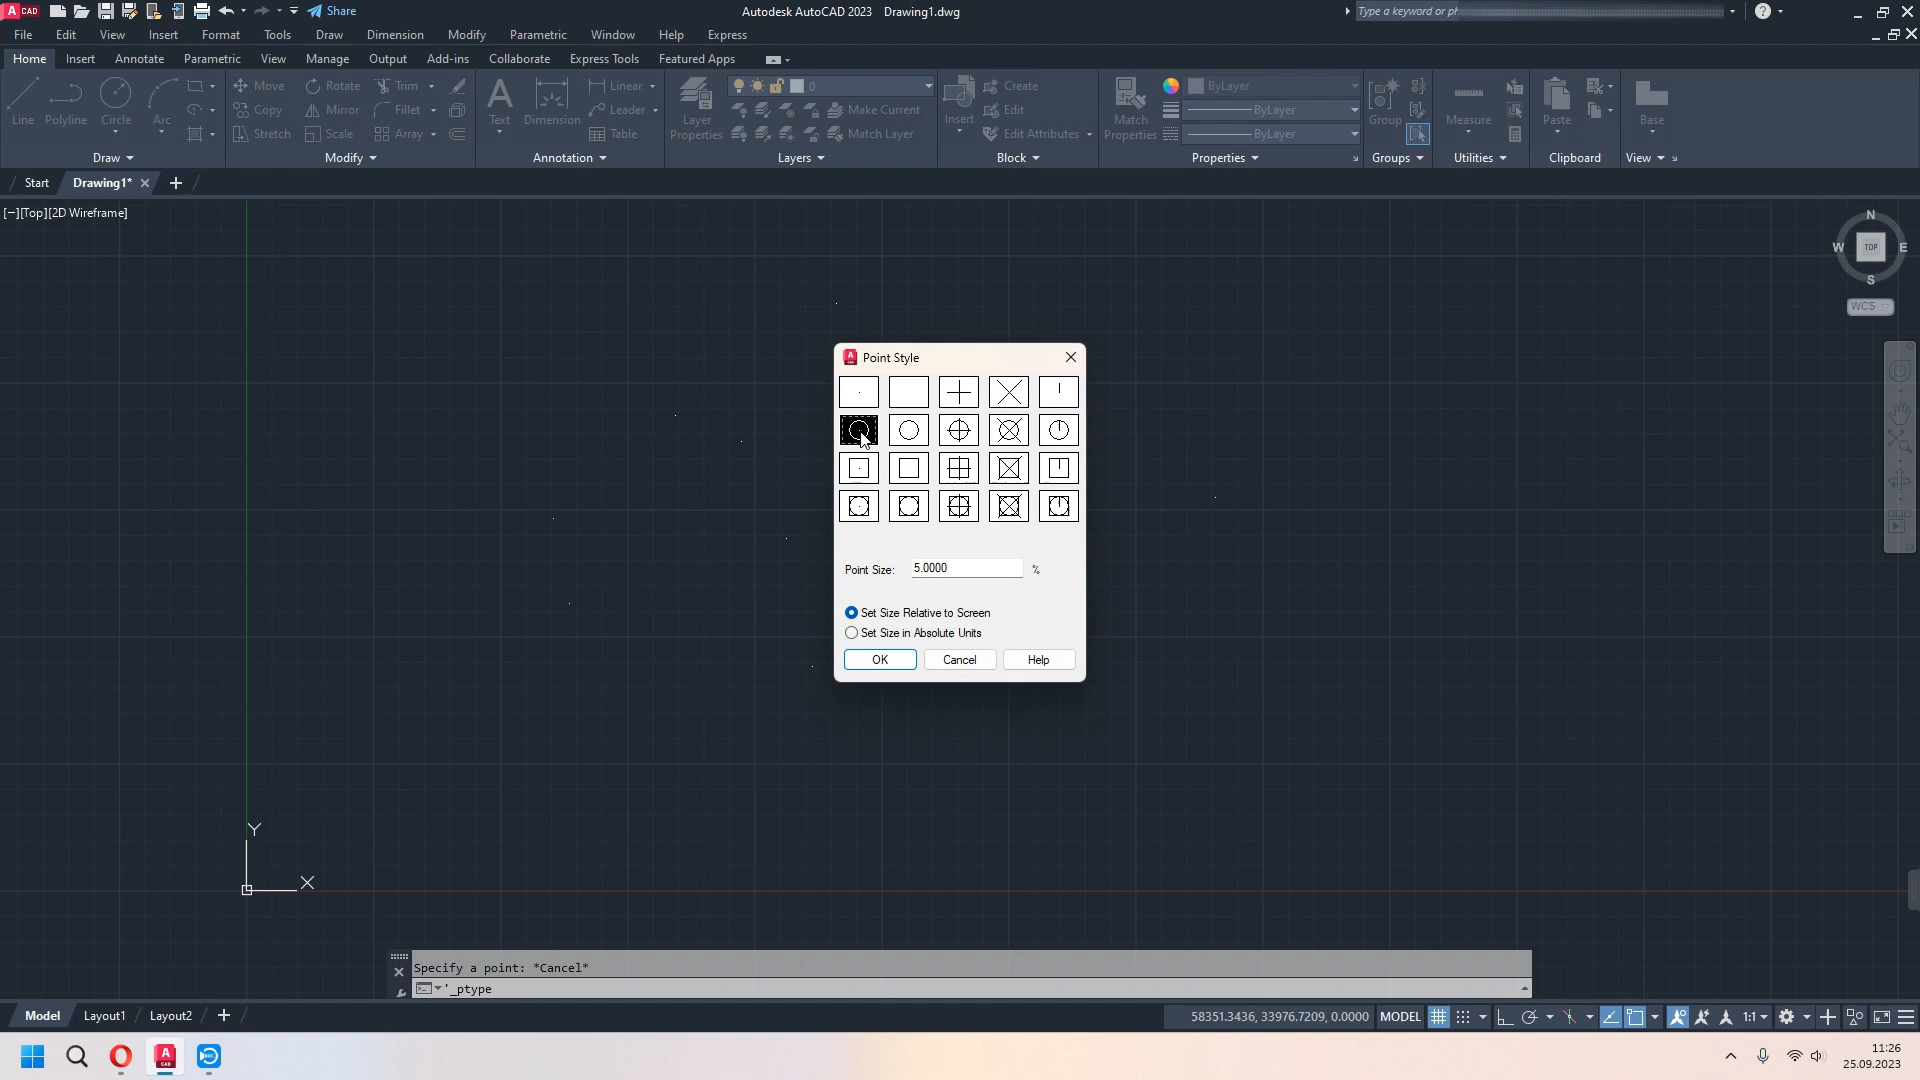 A CAD
Share
Autodesk AutoCAD 2023 Drawing1.dwg
Type a keyword or ph
File Edit View Insert Format Tools Draw Dimension Modify Parametric Window Help Express
Home Insert Annotate Parametric View Manage Output Add-ins Collaborate Express Tools Featured Apps
Line Polyline Circle Arc
Move Rotate Trim
Copy Mirror Fillet
Stretch Scale Array
Text Dimension
Linear
Leader
Table
Layer Properties
0
Make Current
Match Layer
Insert
Create
Edit
Edit Attributes
Match Properties
ByLayer
ByLayer
ByLayer
Group
Measure
Paste
Base
Draw Modify Annotation Layers Block Properties Groups Utilities Clipboard View
Start Drawing1*
[−][Top][2D Wireframe]
N
W TOP E
S
WCS
Point Style
Point Size: 5.0000 %
Set Size Relative to Screen
Set Size in Absolute Units
OK Cancel Help
Y
X
Specify a point: *Cancel*
'_ptype
Model Layout1 Layout2
58351.3436, 33976.7209, 0.0000 MODEL 1:1
A CAD
REC
11:26
25.09.2023